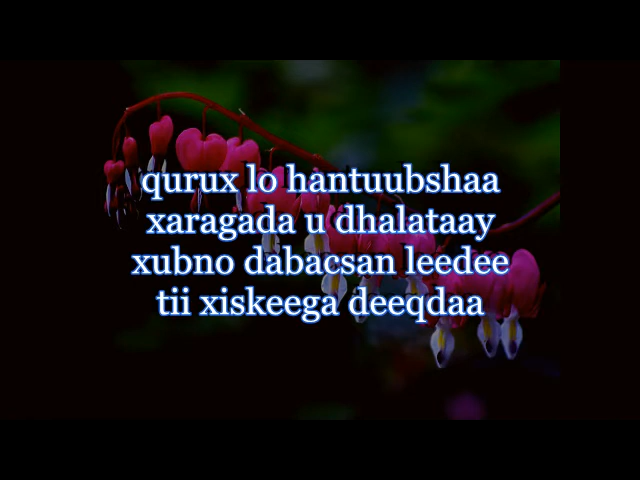 qurux lo hantuubshaa
xaragada u dhalataay
xubno dabacsan leedee
tii xiskeega deeqdaa